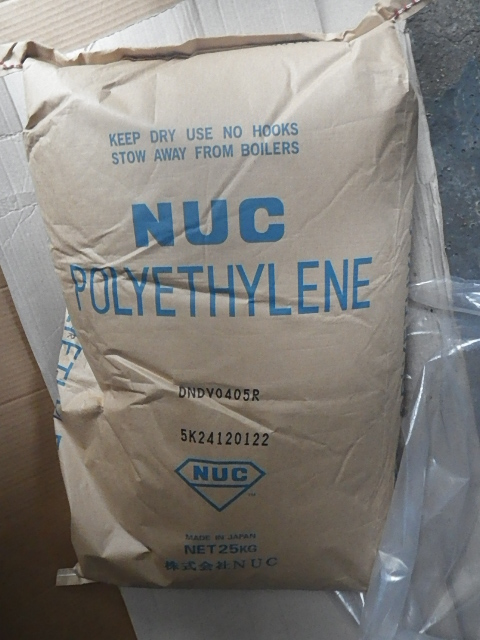 KEEP DRY USE NO HOOKS
STOW AWAY FROM BOILERS
NUC
POLYETHYLENE
DNDV0405R
5K24120122
NUC
TM
MADE IN JAPAN
NET 25KG
株式会社NUC